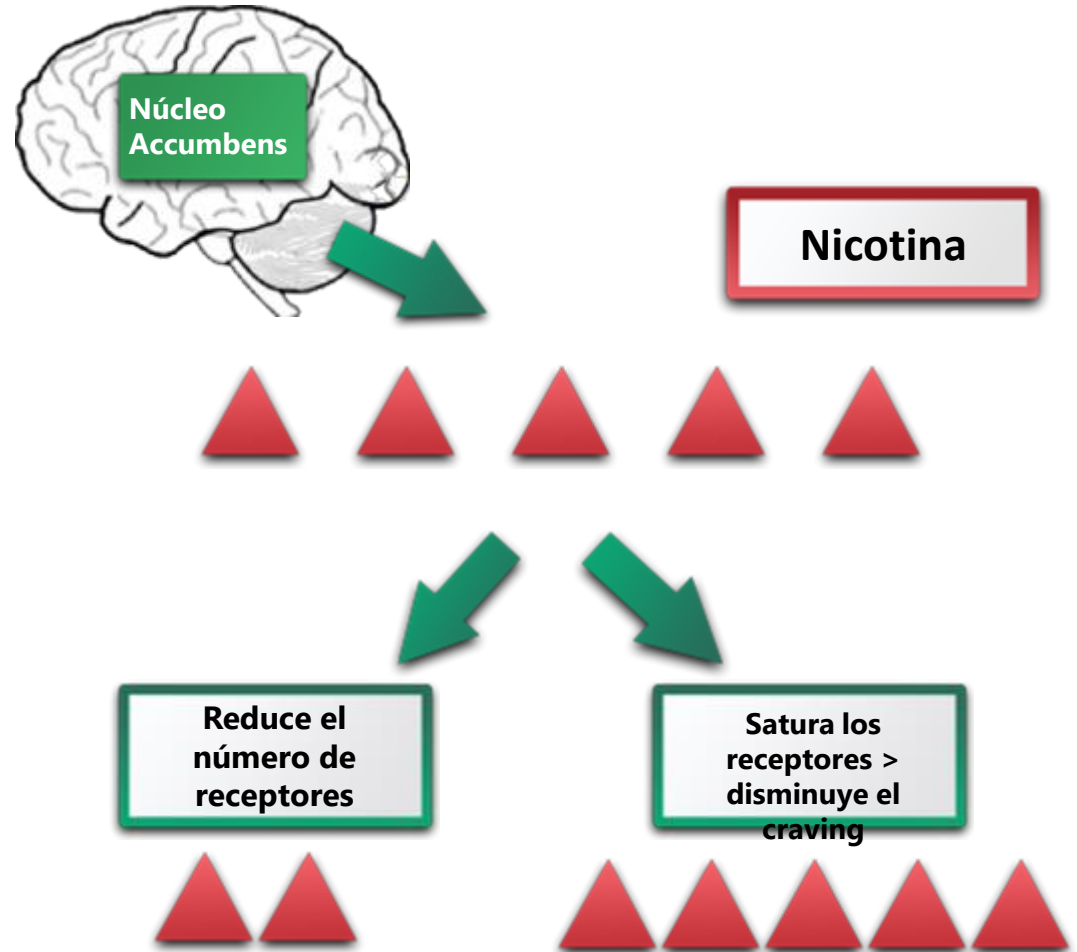 Núcleo
Accumbens
Nicotina
Reduce el
número de
receptores
Satura los
receptores >
disminuye el
craving